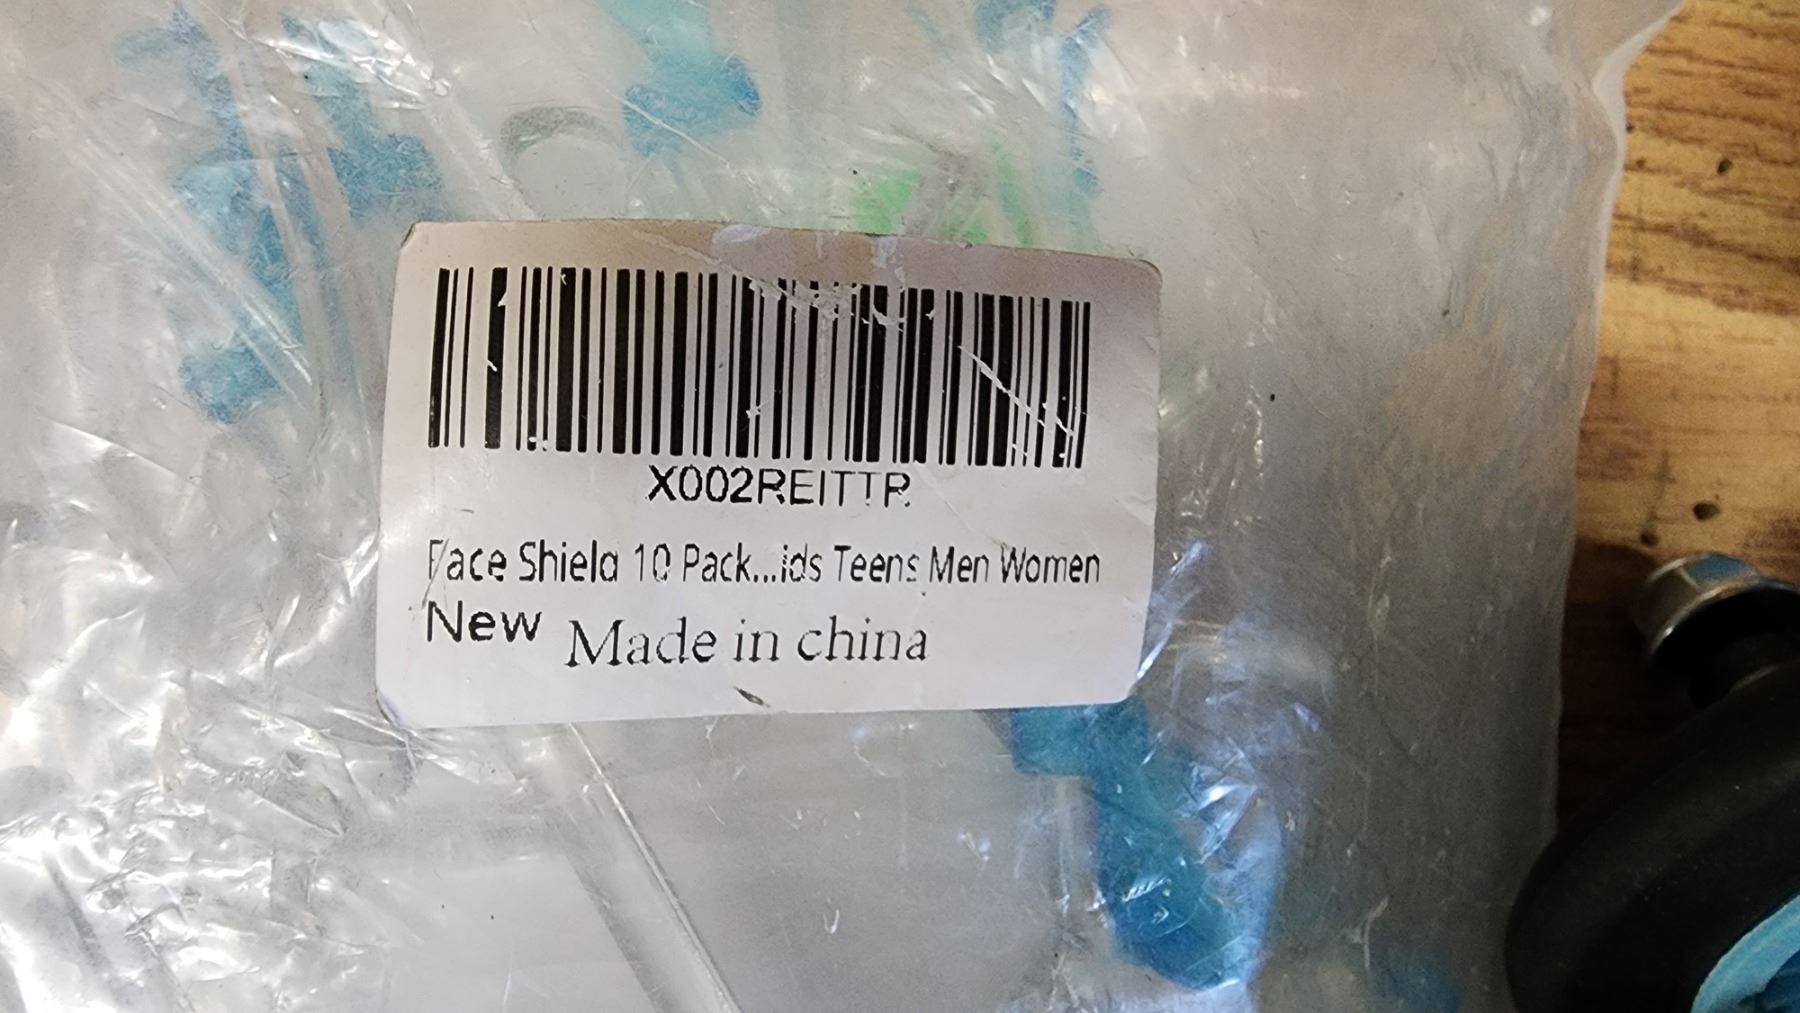 X002REITTR
Face Shield 10 Pack...ids Teens Men Women
New Made in china